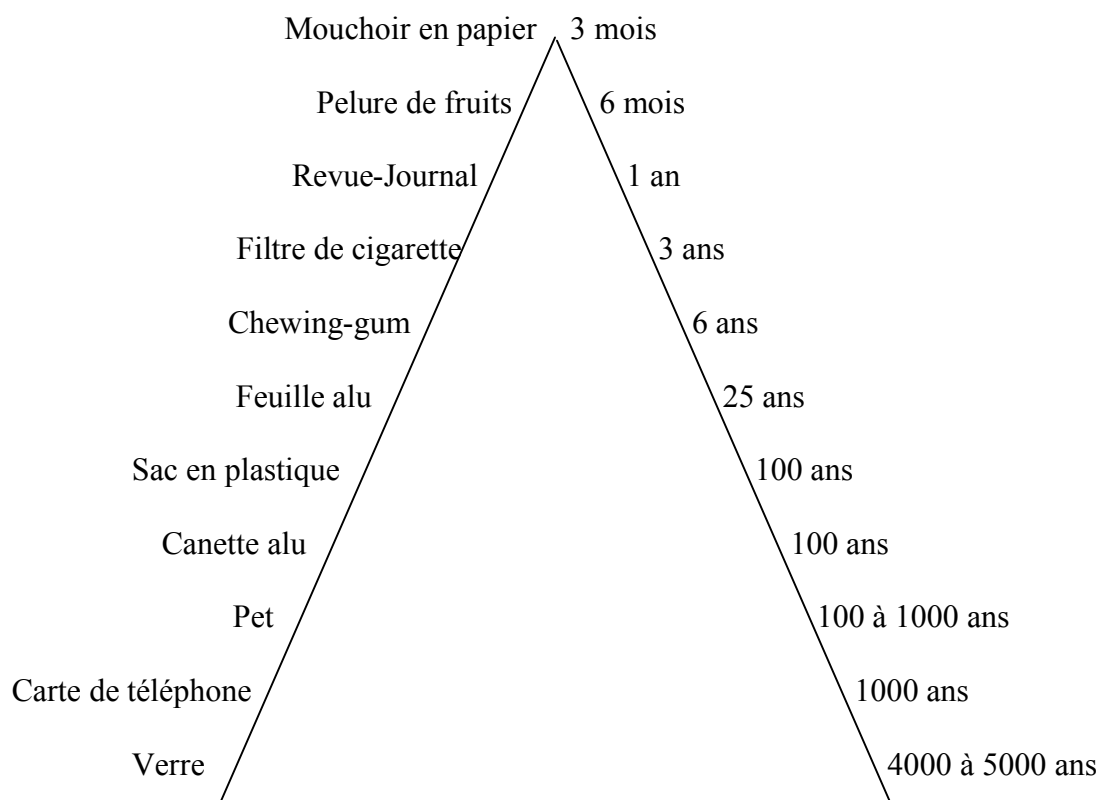 Mouchoir en papier 3 mois
Pelure de fruits 6 mois
Revue-Journal 1 an
Filtre de cigarette 3 ans
Chewing-gum 6 ans
Feuille alu 25 ans
Sac en plastique 100 ans
Canette alu 100 ans
Pet 100 à 1000 ans
Carte de téléphone 1000 ans
Verre 4000 à 5000 ans